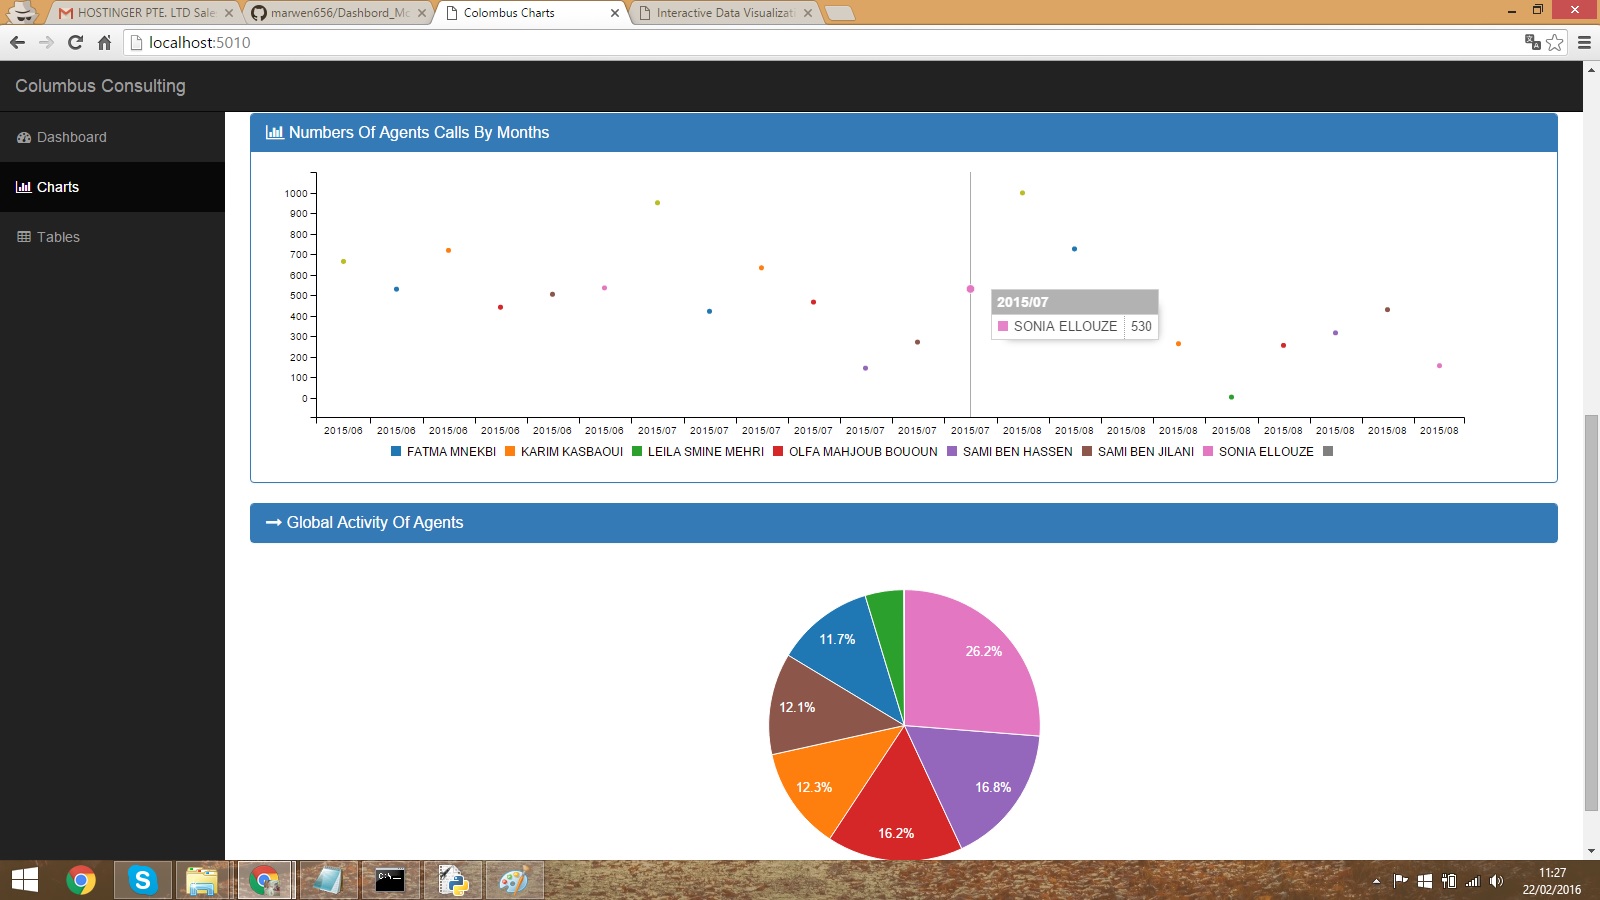 HOSTINGER PTE. LTD Sale
marwen656/Dashbord_Mo
Colombus Charts
Interactive Data Visualizati
localhost:5010
Columbus Consulting
Dashboard
Charts
Tables
Numbers Of Agents Calls By Months
1000
900
800
700
600
500
400
300
200
100
0
2015/07
SONIA ELLOUZE 530
2015/06 2015/06 2015/06 2015/06 2015/06 2015/06 2015/07 2015/07 2015/07 2015/07 2015/07 2015/07 2015/07 2015/08 2015/08 2015/08 2015/08 2015/08 2015/08 2015/08 2015/08 2015/08
FATMA MNEKBI KARIM KASBAOUI LEILA SMINE MEHRI OLFA MAHJOUB BOUOUN SAMI BEN HASSEN SAMI BEN JILANI SONIA ELLOUZE
Global Activity Of Agents
11.7%
26.2%
12.1%
12.3%
16.8%
16.2%
11:27
22/02/2016